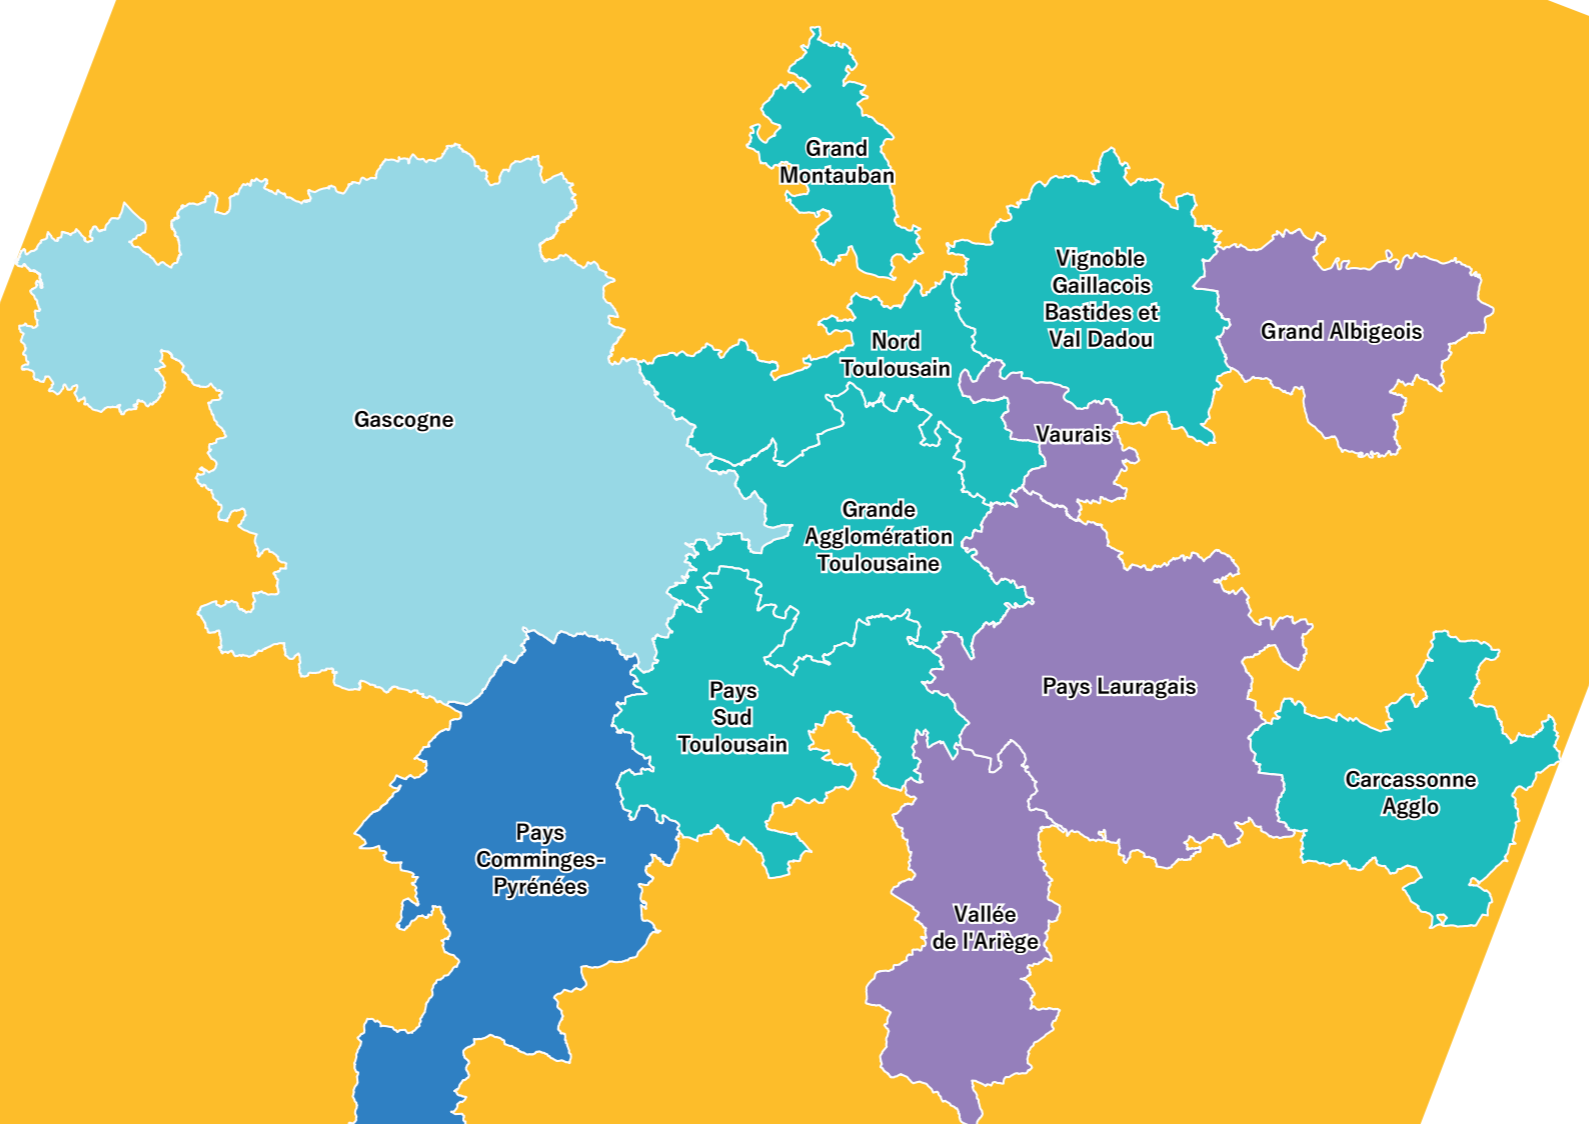 Grand
Montauban
Vignoble
Gaillacois
Bastides et
Val Dadou
Grand Albigeois
Nord
Toulousain
Gascogne
Vaurais
Grande
Agglomération
Toulousaine
Pays Lauragais
Pays
Sud
Toulousain
Carcassonne
Agglo
Pays
Comminges-
Pyrénées
Vallée
de l'Ariège